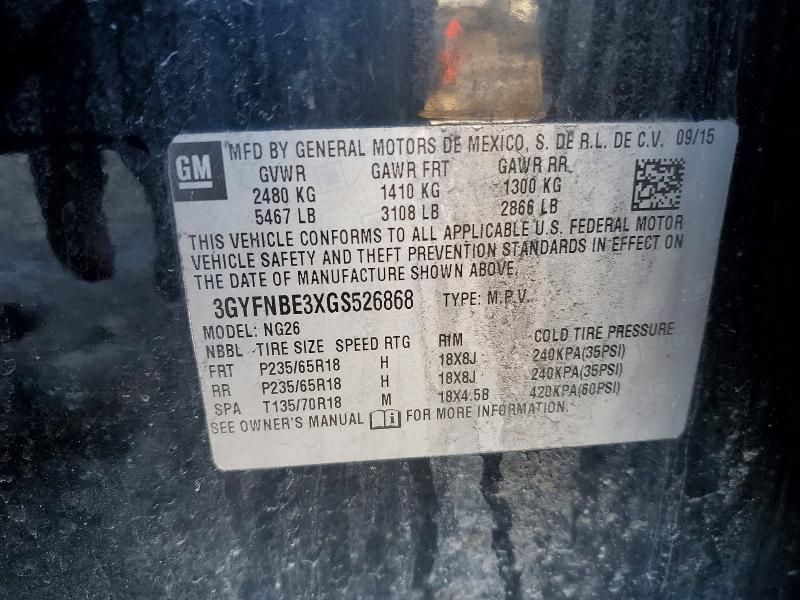 GM
MFD BY GENERAL MOTORS DE MEXICO, S. DE R.L. DE C.V. 09/15
GVWR GAWR FRT GAWR RR
2480 KG 1410 KG 1300 KG
5467 LB 3108 LB 2866 LB
THIS VEHICLE CONFORMS TO ALL APPLICABLE U.S. FEDERAL MOTOR
VEHICLE SAFETY AND THEFT PREVENTION STANDARDS IN EFFECT ON
THE DATE OF MANUFACTURE SHOWN ABOVE.
3GYFNBE3XGS526868 TYPE: M.P.V.
MODEL: NG26
NBBL TIRE SIZE SPEED RTG RIM COLD TIRE PRESSURE
FRT P235/65R18 H 18X8J 240KPA(35PSI)
RR P235/65R18 H 18X8J 240KPA(35PSI)
SPA T135/70R18 M 18X4.5B 420KPA(60PSI)
SEE OWNER'S MANUAL FOR MORE INFORMATION.